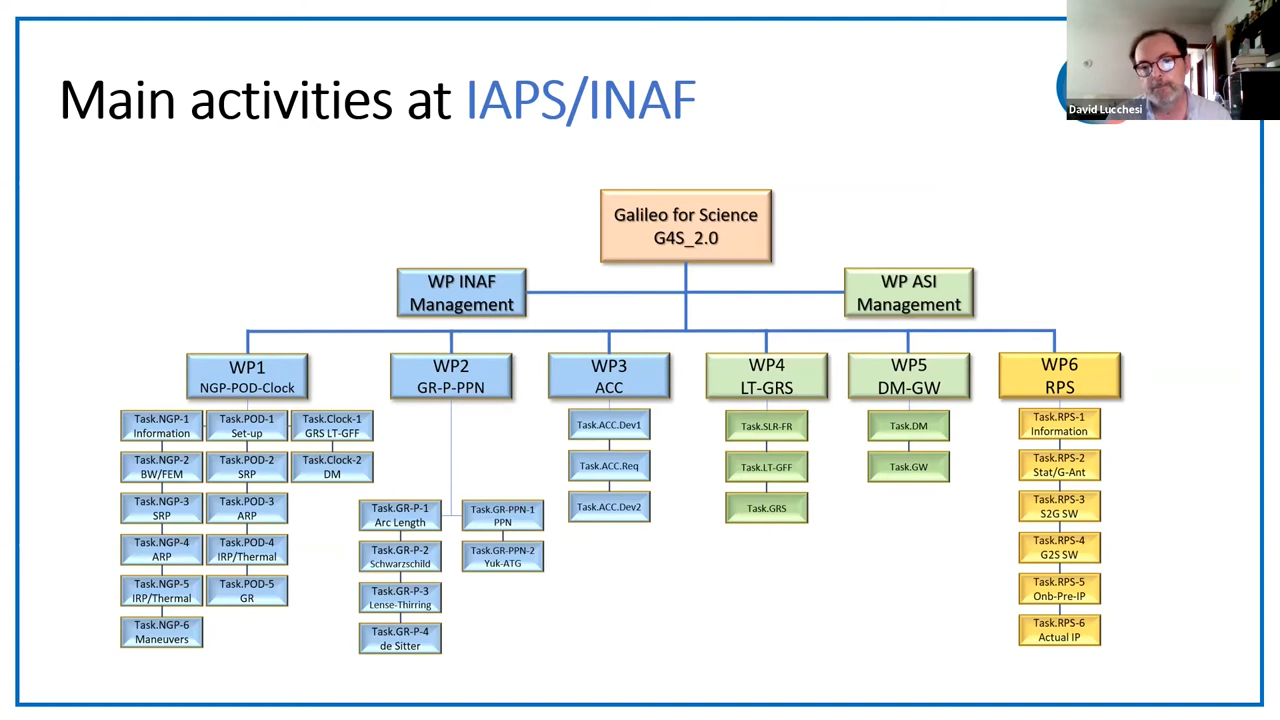 Main activities at IAPS/INAF
David Lucchesi
Galileo for Science
G4S_2.0
WP INAF
Management
WP ASI
Management
WP1
NGP-POD-Clock
WP2
GR-P-PPN
WP3
ACC
WP4
LT-GRS
WP5
DM-GW
WP6
RPS
Task.NGP-1
Information
Task.NGP-2
BW/FEM
Task.NGP-3
SRP
Task.NGP-4
ARP
Task.NGP-5
IRP/Thermal
Task.NGP-6
Maneuvers
Task.POD-1
Set-up
Task.POD-2
SRP
Task.POD-3
ARP
Task.POD-4
IRP/Thermal
Task.POD-5
GR
Task.Clock-1
GRS LT-GFF
Task.Clock-2
DM
Task.GR-P-1
Arc Length
Task.GR-P-2
Schwarzschild
Task.GR-P-3
Lense-Thirring
Task.GR-P-4
de Sitter
Task.GR-PPN-1
PPN
Task.GR-PPN-2
Yuk-ATG
Task.ACC.Dev1
Task.ACC.Req
Task.ACC.Dev2
Task.SLR-FR
Task.LT-GFF
Task.GRS
Task.DM
Task.GW
Task.RPS-1
Information
Task.RPS-2
Stat/G-Ant
Task.RPS-3
S2G SW
Task.RPS-4
G2S SW
Task.RPS-5
Onb-Pre-IP
Task.RPS-6
Actual IP